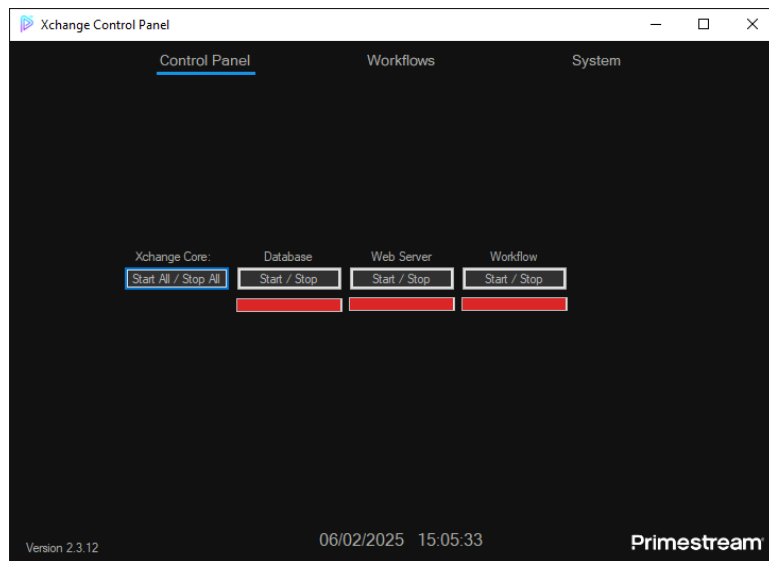 Xchange Control Panel
Control Panel Workflows System
Xchange Core: Database Web Server Workflow
Start All / Stop All Start / Stop Start / Stop Start / Stop
Version 2.3.12 06/02/2025 15:05:33 Primestream